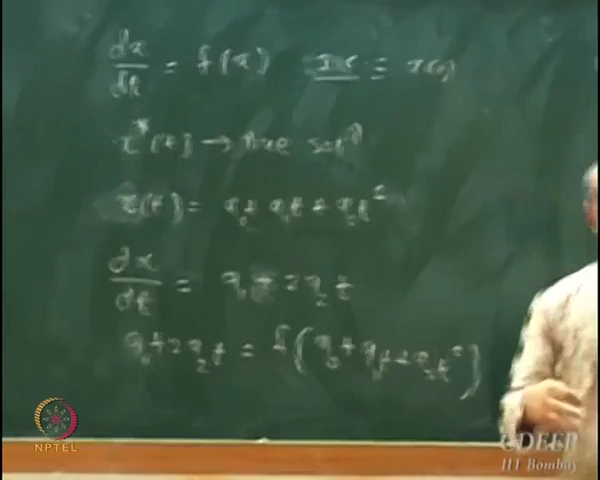 dx/dt = f(x) IC ≡ x(0)
x*(t) → true solⁿ
x(t) = a₀ + a₁t + a₂t²
dx/dt = a₁ + 2a₂t
a₁ + 2a₂t = f(a₀ + a₁t + a₂t²)
NPTEL
CDEEP
IIT Bombay